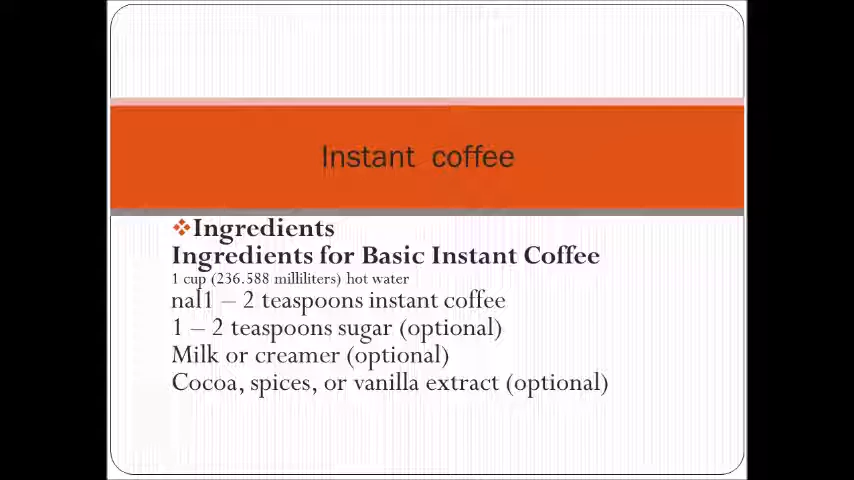 Instant coffee
❖Ingredients
Ingredients for Basic Instant Coffee
1 cup (236.588 milliliters) hot water
nal1 – 2 teaspoons instant coffee
1 – 2 teaspoons sugar (optional)
Milk or creamer (optional)
Cocoa, spices, or vanilla extract (optional)